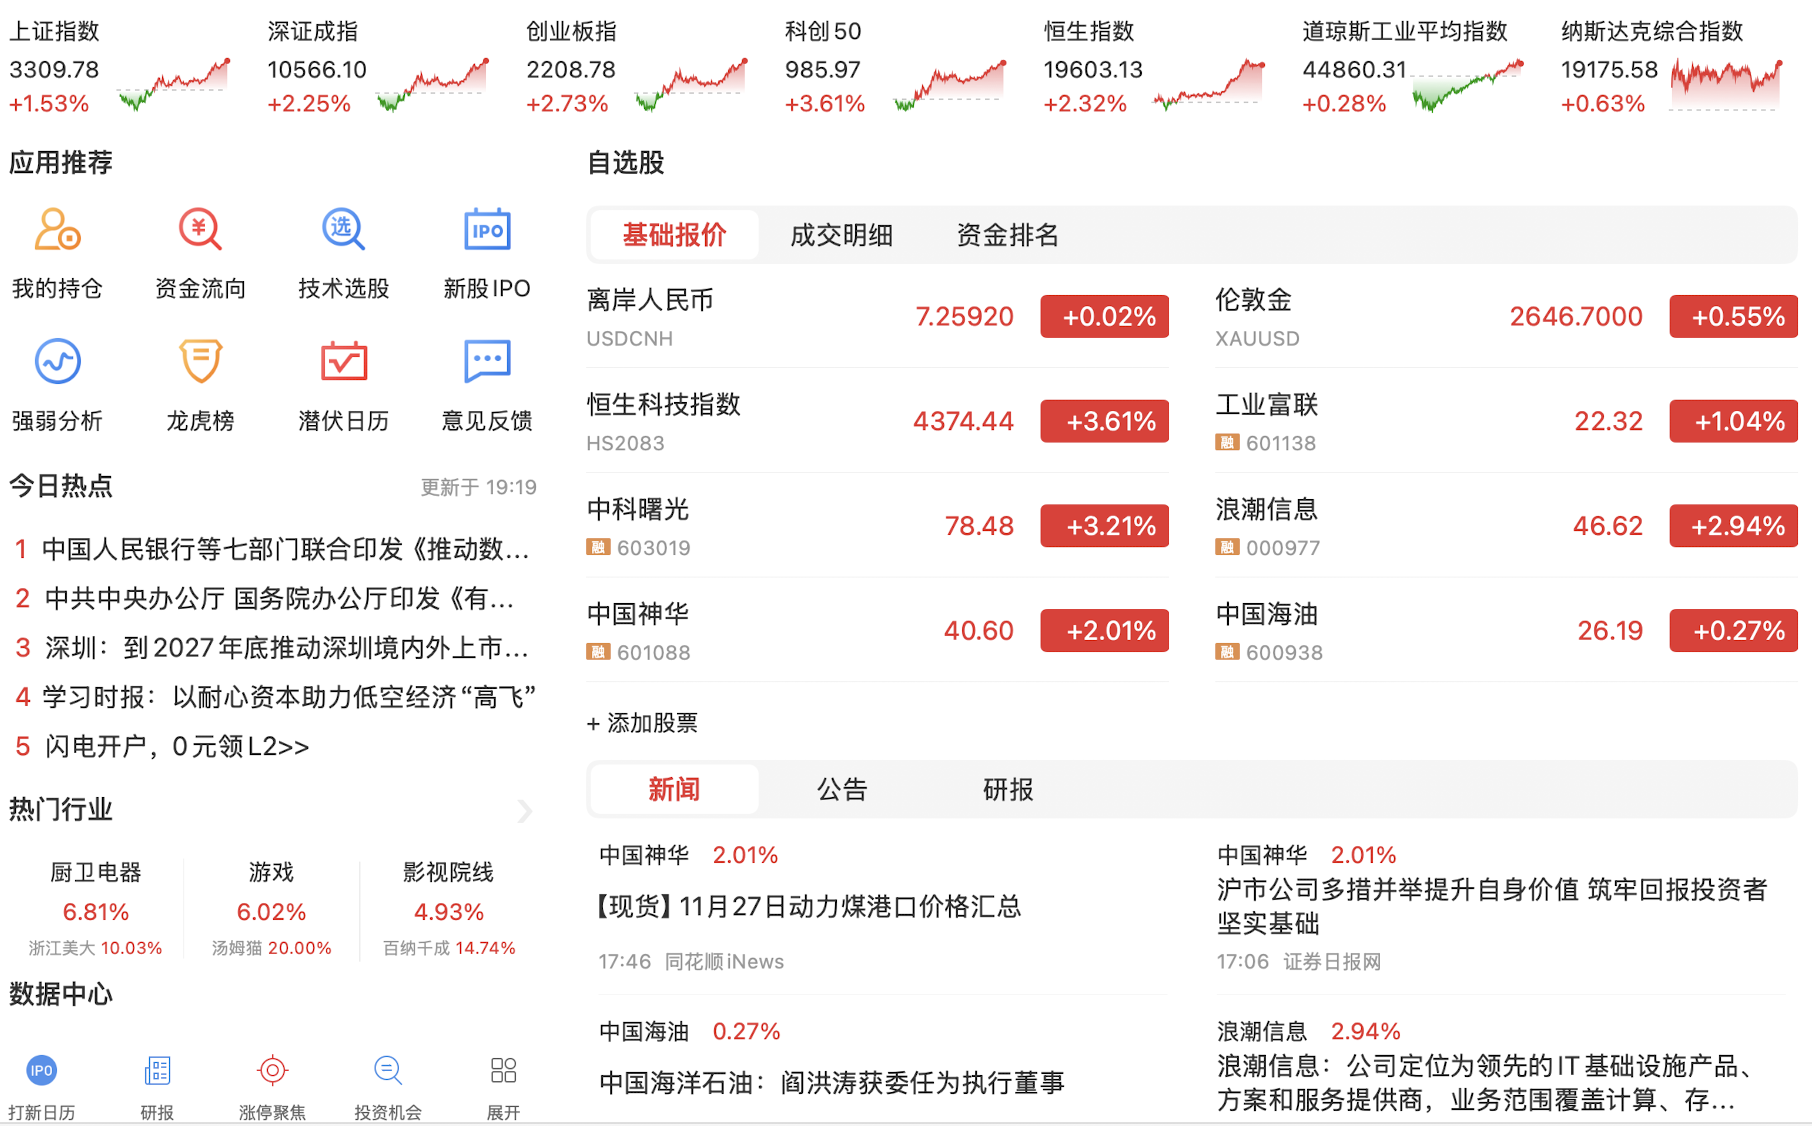 上证指数
3309.78
+1.53%
深证成指
10566.10
+2.25%
创业板指
2208.78
+2.73%
科创50
985.97
+3.61%
恒生指数
19603.13
+2.32%
道琼斯工业平均指数
44860.31
+0.28%
纳斯达克综合指数
19175.58
+0.63%
应用推荐
我的持仓
¥
资金流向
选
技术选股
IPO
新股IPO
强弱分析
龙虎榜
潜伏日历
意见反馈
今日热点
更新于 19:19
1 中国人民银行等七部门联合印发《推动数...
2 中共中央办公厅 国务院办公厅印发《有...
3 深圳：到2027年底推动深圳境内外上市...
4 学习时报：以耐心资本助力低空经济“高飞”
5 闪电开户，0元领L2>>
热门行业
厨卫电器
6.81%
浙江美大 10.03%
游戏
6.02%
汤姆猫 20.00%
影视院线
4.93%
百纳千成 14.74%
数据中心
IPO
打新日历
研报
涨停聚焦
投资机会
展开
自选股
基础报价 成交明细 资金排名
离岸人民币
USDCNH
7.25920
+0.02%
伦敦金
XAUUSD
2646.7000
+0.55%
恒生科技指数
HS2083
4374.44
+3.61%
工业富联
融 601138
22.32
+1.04%
中科曙光
融 603019
78.48
+3.21%
浪潮信息
融 000977
46.62
+2.94%
中国神华
融 601088
40.60
+2.01%
中国海油
融 600938
26.19
+0.27%
+ 添加股票
新闻 公告 研报
中国神华 2.01%
【现货】11月27日动力煤港口价格汇总
17:46 同花顺iNews
中国神华 2.01%
沪市公司多措并举提升自身价值 筑牢回报投资者
坚实基础
17:06 证券日报网
中国海油 0.27%
中国海洋石油：阎洪涛获委任为执行董事
浪潮信息 2.94%
浪潮信息：公司定位为领先的IT基础设施产品、
方案和服务提供商，业务范围覆盖计算、存...